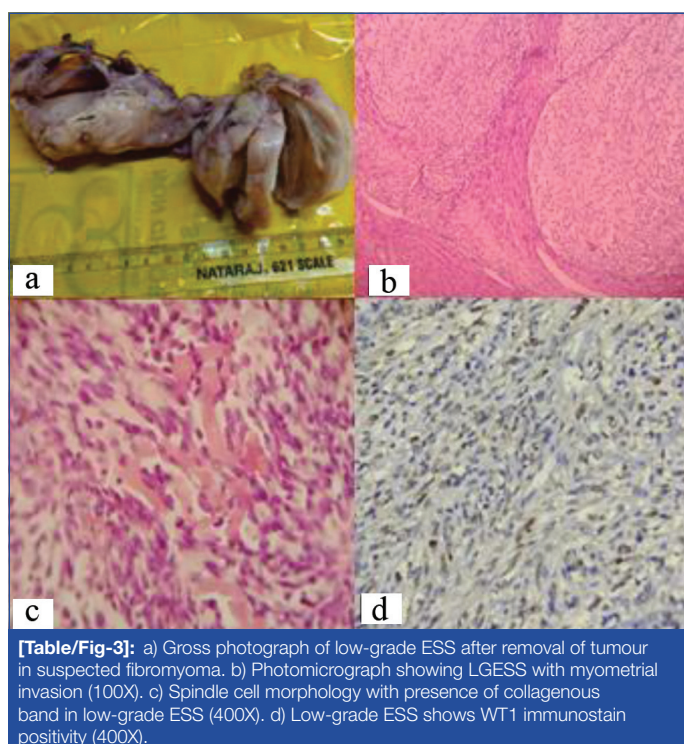 NATARAJ. 621 SCALE
a
b
c
d
[Table/Fig-3]: a) Gross photograph of low-grade ESS after removal of tumour
in suspected fibromyoma. b) Photomicrograph showing LGESS with myometrial
invasion (100X). c) Spindle cell morphology with presence of collagenous
band in low-grade ESS (400X). d) Low-grade ESS shows WT1 immunostain
positivity (400X).